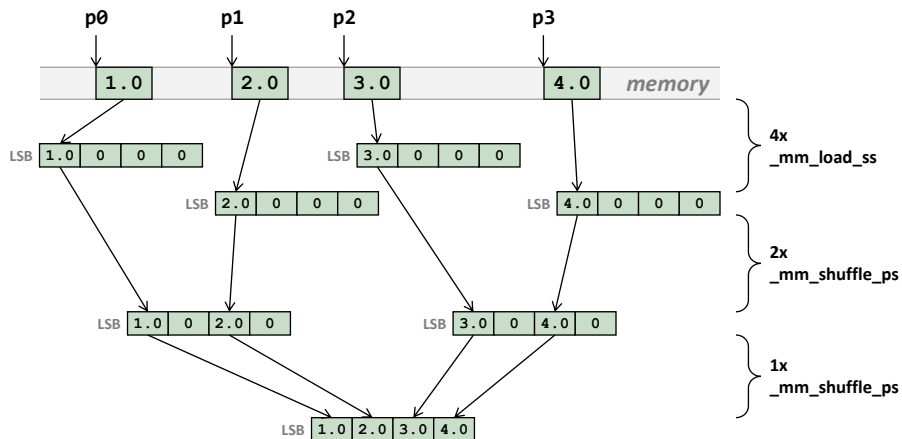 p0 p1 p2 p3
1.0 2.0 3.0 4.0 memory
4x
LSB 1.0 0 0 0 LSB 3.0 0 0 0
_mm_load_ss
LSB 2.0 0 0 0 LSB 4.0 0 0 0
2x
_mm_shuffle_ps
LSB 1.0 0 2.0 0 LSB 3.0 0 4.0 0
1x
_mm_shuffle_ps
LSB 1.0 2.0 3.0 4.0